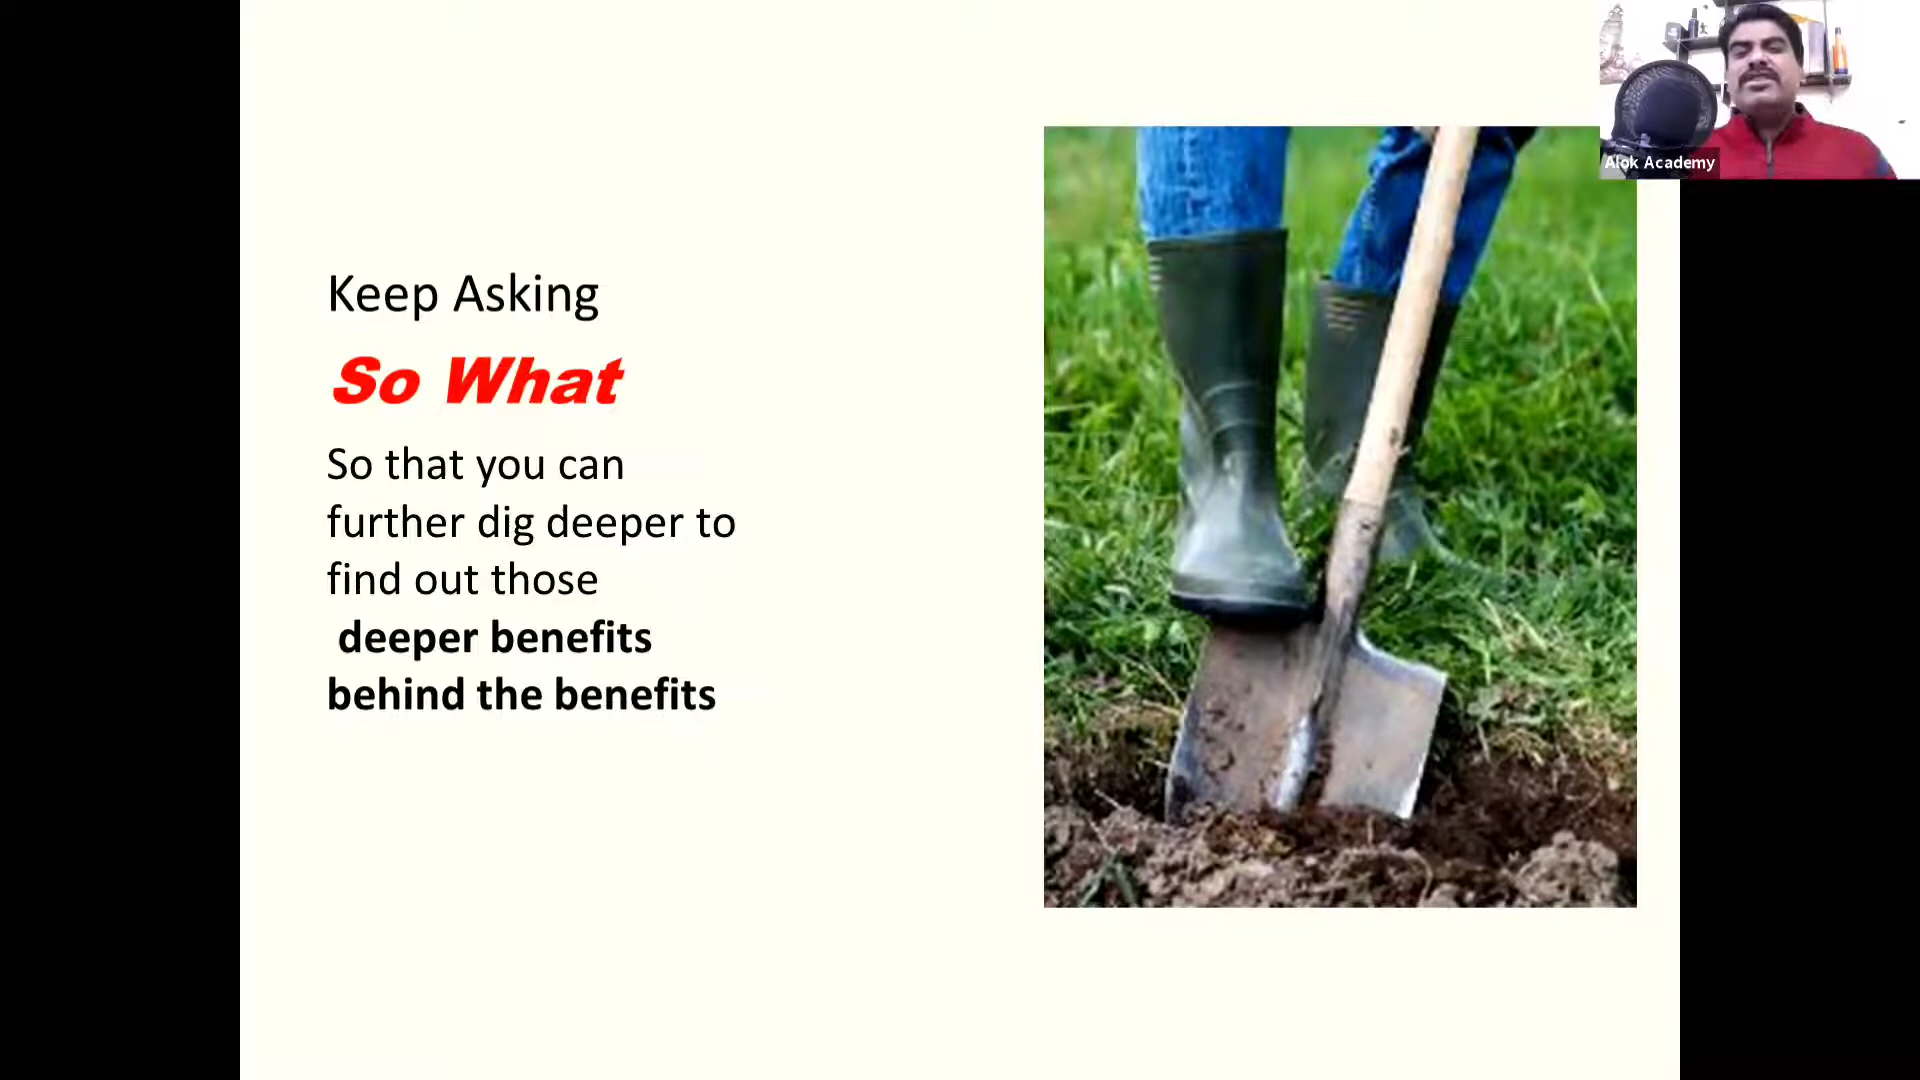 Keep Asking
So What
So that you can
further dig deeper to
find out those
deeper benefits
behind the benefits
Alok Academy